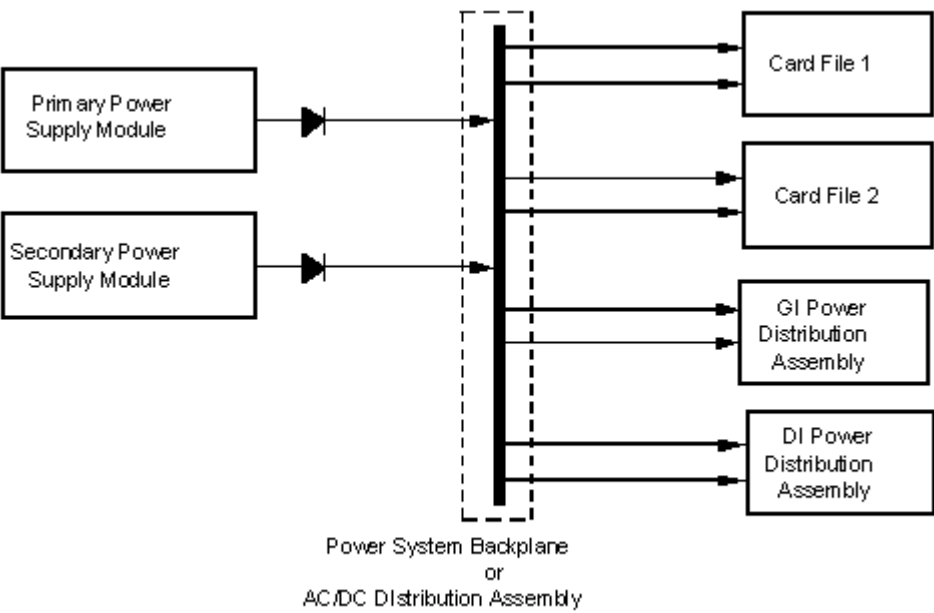 Primary Power
Supply Module
Secondary Power
Supply Module
Card File 1
Card File 2
GI Power
Distribution
Assembly
DI Power
Distribution
Assembly
Power System Backplane
or
AC/DC DIstribution Assembly